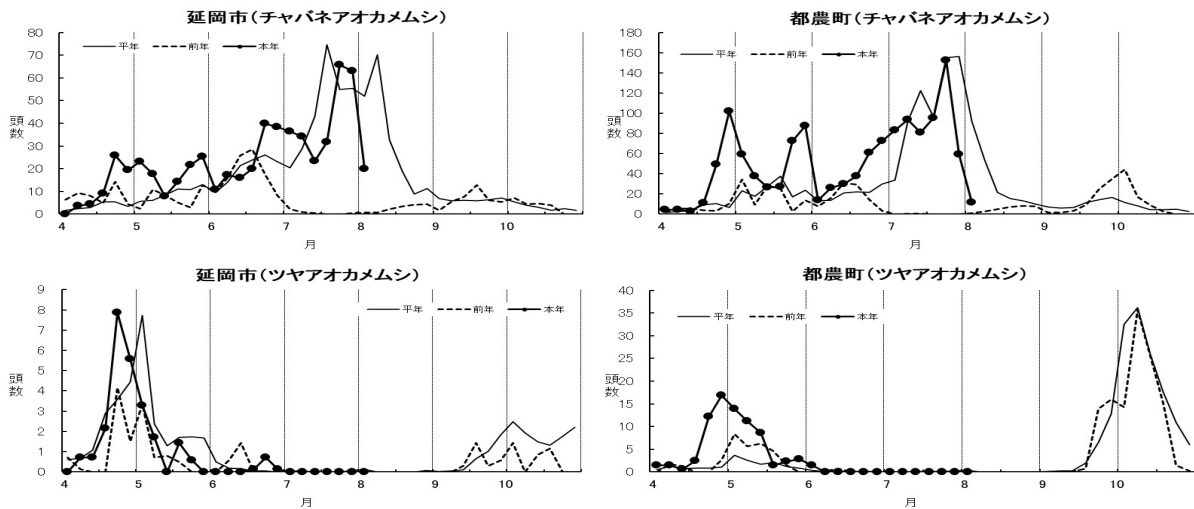 延岡市(チャバネアオカメムシ)
平年 前年 本年
80
70
60
50
40
30
20
10
0
頭数
4 5 6 7 8 9 10
月
都農町(チャバネアオカメムシ)
平年 前年 本年
180
160
140
120
100
80
60
40
20
0
頭数
4 5 6 7 8 9 10
月
延岡市(ツヤアオカメムシ)
平年 前年 本年
9
8
7
6
5
4
3
2
1
0
頭数
4 5 6 7 8 9 10
月
都農町(ツヤアオカメムシ)
平年 前年 本年
40
35
30
25
20
15
10
5
0
頭数
4 5 6 7 8 9 10
月